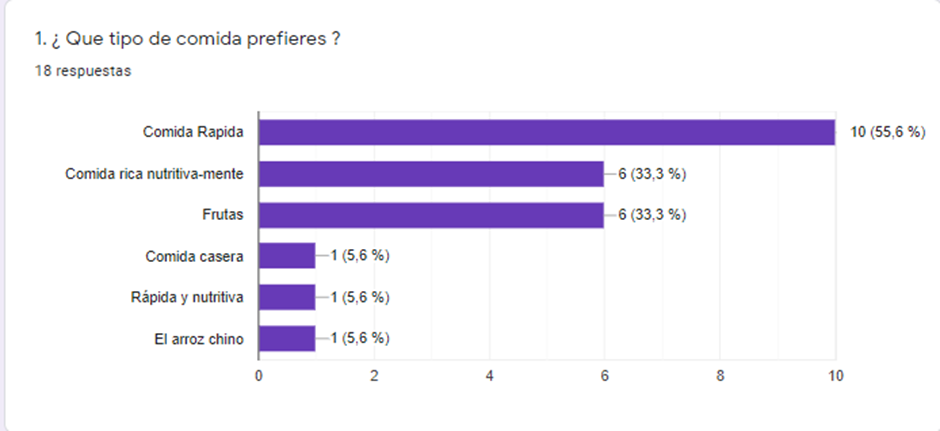 1. ¿ Que tipo de comida prefieres ?
18 respuestas
Comida Rapida 10 (55,6 %)
Comida rica nutritiva-mente 6 (33,3 %)
Frutas 6 (33,3 %)
Comida casera 1 (5,6 %)
Rápida y nutritiva 1 (5,6 %)
El arroz chino 1 (5,6 %)
0 2 4 6 8 10